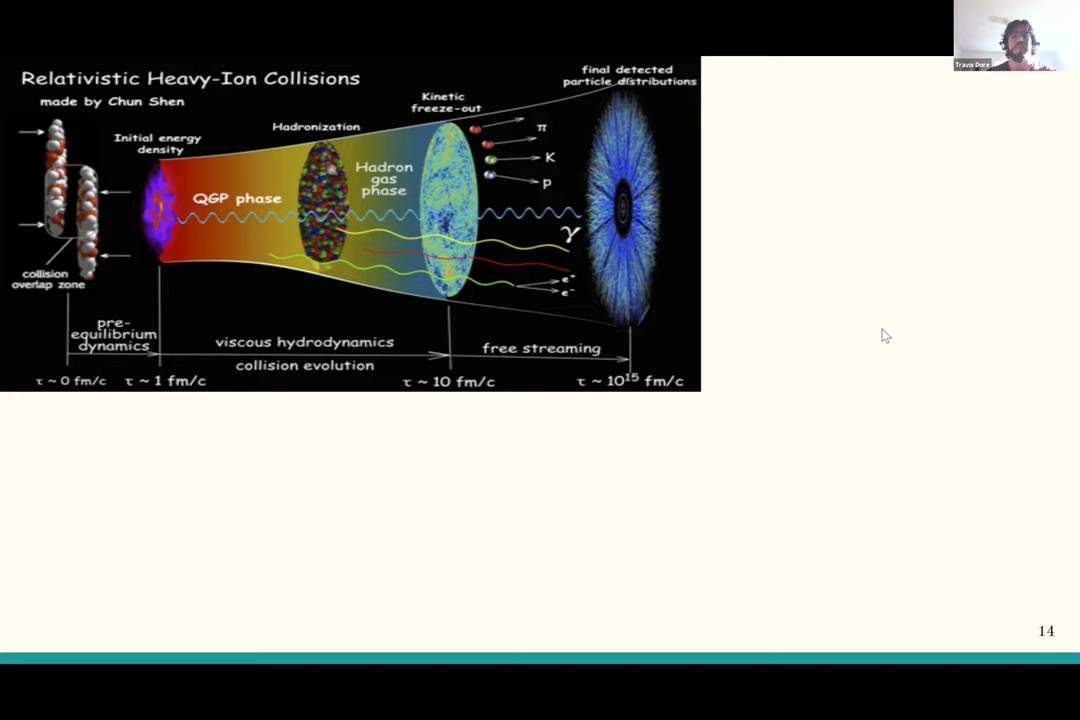 Travis Dore
Relativistic Heavy-Ion Collisions
made by Chun Shen
Initial energy
density
Hadronization
Kinetic
freeze-out
final detected
particle distributions
QGP phase
Hadron
gas
phase
π
K
p
γ
e⁺
e⁻
collision
overlap zone
pre-
equilibrium
dynamics
viscous hydrodynamics
collision evolution
free streaming
τ ~ 0 fm/c
τ ~ 1 fm/c
τ ~ 10 fm/c
τ ~ 10¹⁵ fm/c
14